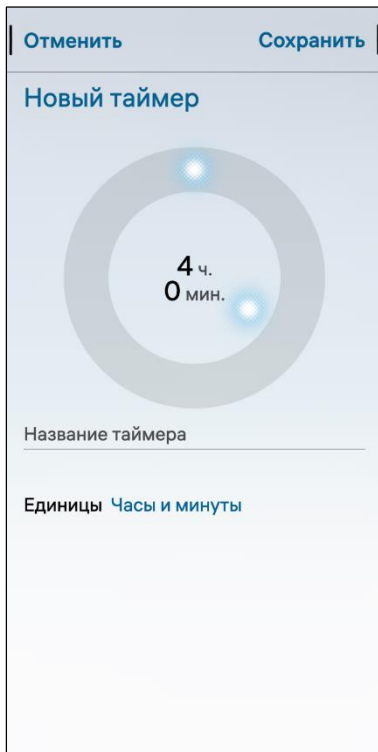 Отменить Сохранить
Новый таймер
4 ч.
0 мин.
Название таймера
Единицы Часы и минуты